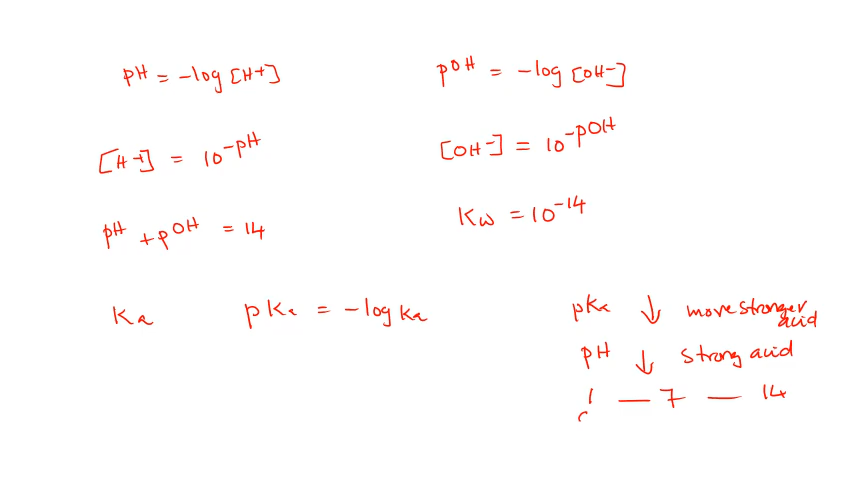 pH = -log [H+]
pOH = -log [OH-]
[H+] = 10^-pH
[OH-] = 10^-pOH
pH + pOH = 14
Kw = 10^-14
Ka
pKa = -log Ka
pKa ↓ more stronger acid
pH ↓ strong acid
1 — 7 — 14